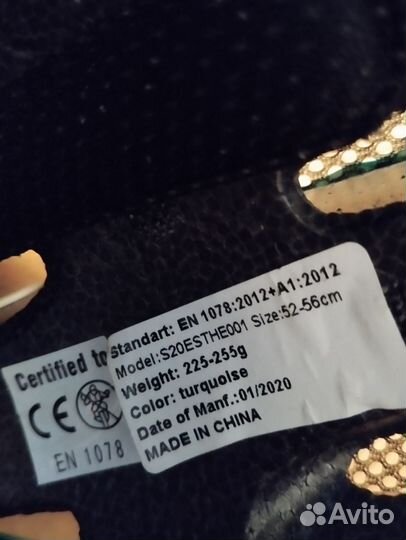 Certified to
CE
EN 1078
Standart: EN 1078:2012+A1:2012
Model:S20ESTHE001 Size:52-56cm
Weight: 225-255g
Color: turquoise
Date of Manf.:01/2020
MADE IN CHINA
Avito